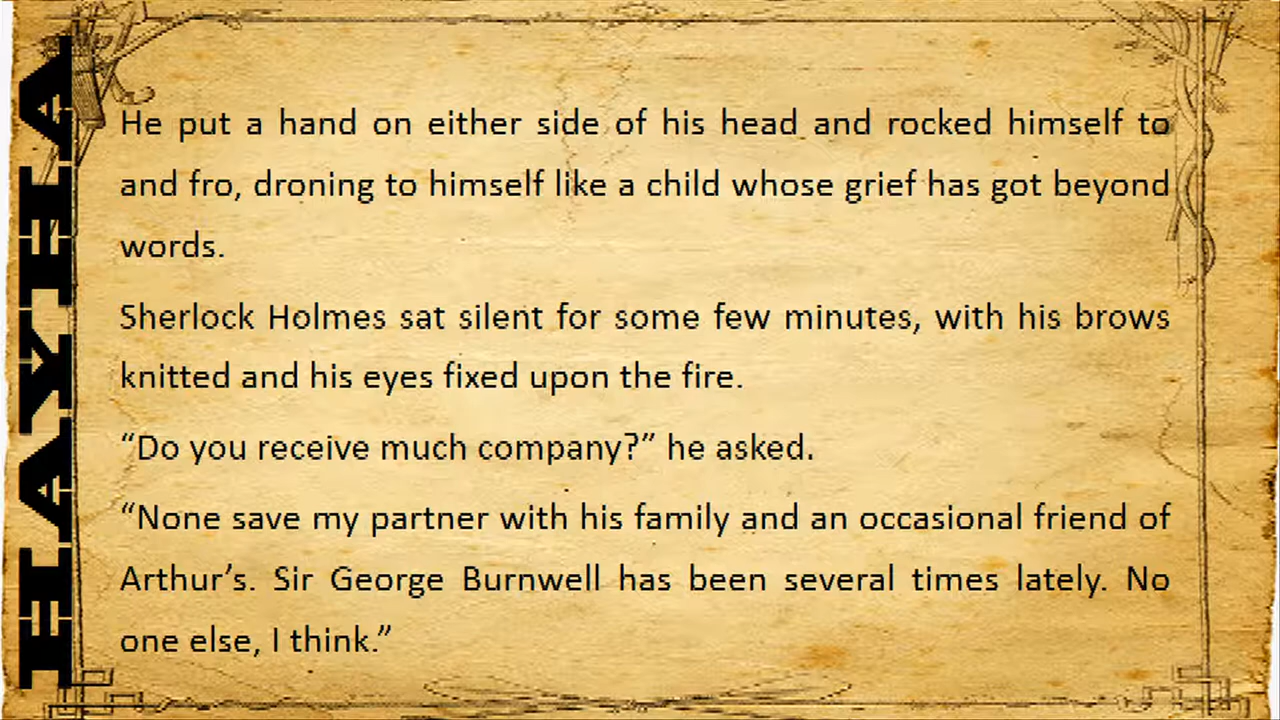 He put a hand on either side of his head and rocked himself to
and fro, droning to himself like a child whose grief has got beyond
words.
Sherlock Holmes sat silent for some few minutes, with his brows
knitted and his eyes fixed upon the fire.
“Do you receive much company?” he asked.
“None save my partner with his family and an occasional friend of
Arthur’s. Sir George Burnwell has been several times lately. No
one else, I think.”